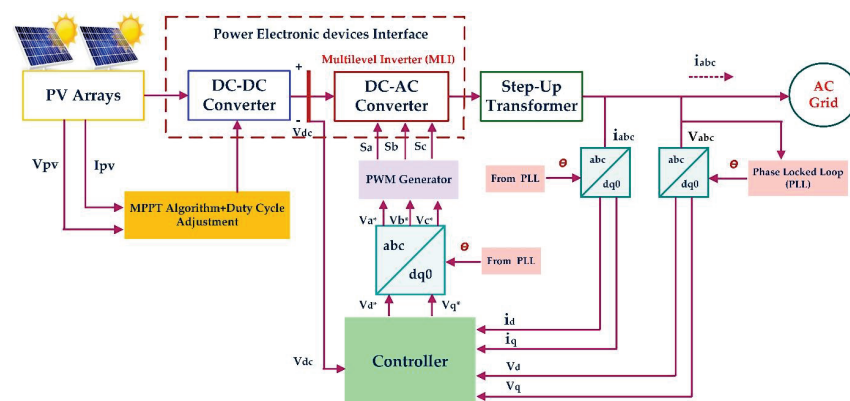 Power Electronic devices Interface
Multilevel Inverter (MLI)
PV Arrays
DC-DC
Converter
+
-
Vdc
DC-AC
Converter
Step-Up
Transformer
iabc
AC
Grid
Vpv
Ipv
MPPT Algorithm+Duty Cycle
Adjustment
Sa
Sb
Sc
PWM Generator
Va*
Vb*
Vc*
abc
dq0
ɵ
From PLL
Vd*
Vq*
From PLL
ɵ
iabc
abc
dq0
Vabc
abc
dq0
ɵ
Phase Locked Loop
(PLL)
Vdc
Controller
id
iq
Vd
Vq